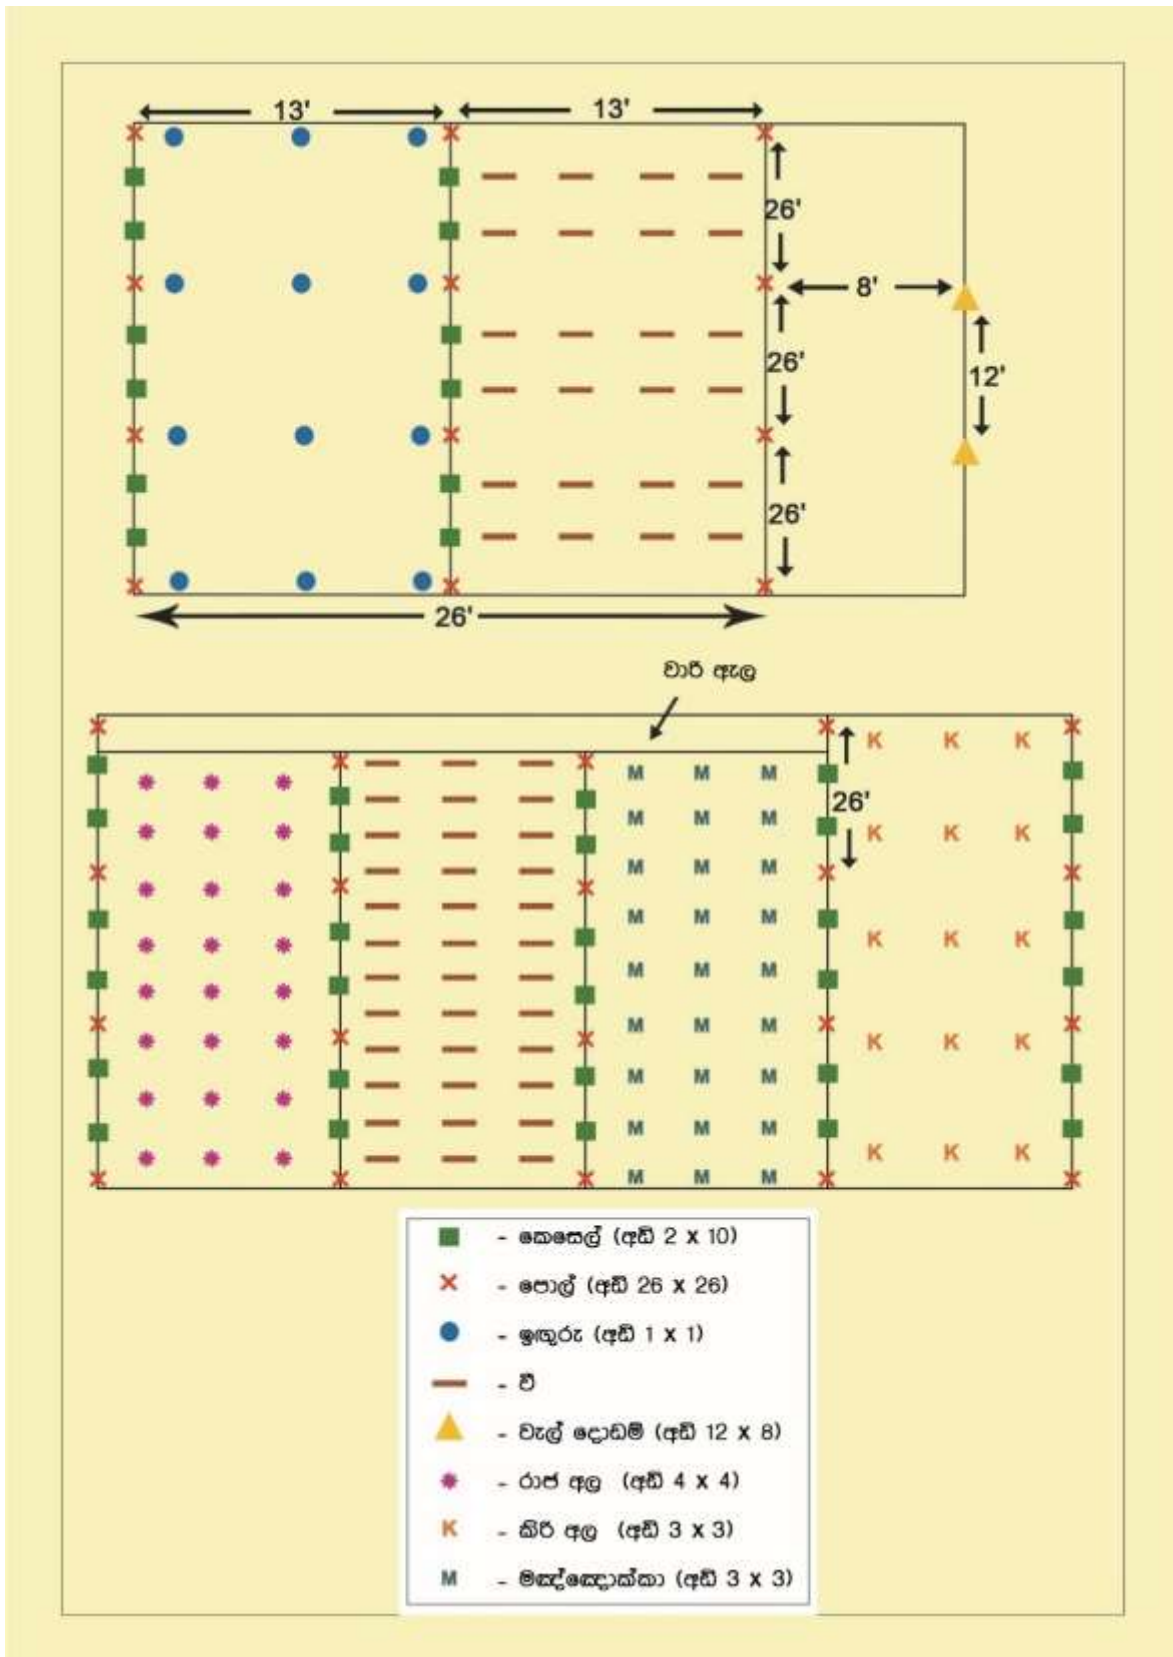 13' 13'
26'
8'
26'
12'
26'
26'
වාරි ඇල
K K K
M M M
26'
M M M
K K K
M M M
M M M
K K K
M M M
M M M
K K K
M M M
M M M
K K K
M M M
- කෙසෙල් (අඩි 2 x 10)
- පොල් (අඩි 26 x 26)
- ඉඟුරු (අඩි 1 x 1)
- වී
- වැල් දොඩම් (අඩි 12 x 8)
- රාජ අල (අඩි 4 x 4)
K - කිරි අල (අඩි 3 x 3)
M - මඤ්ඤොක්කා (අඩි 3 x 3)